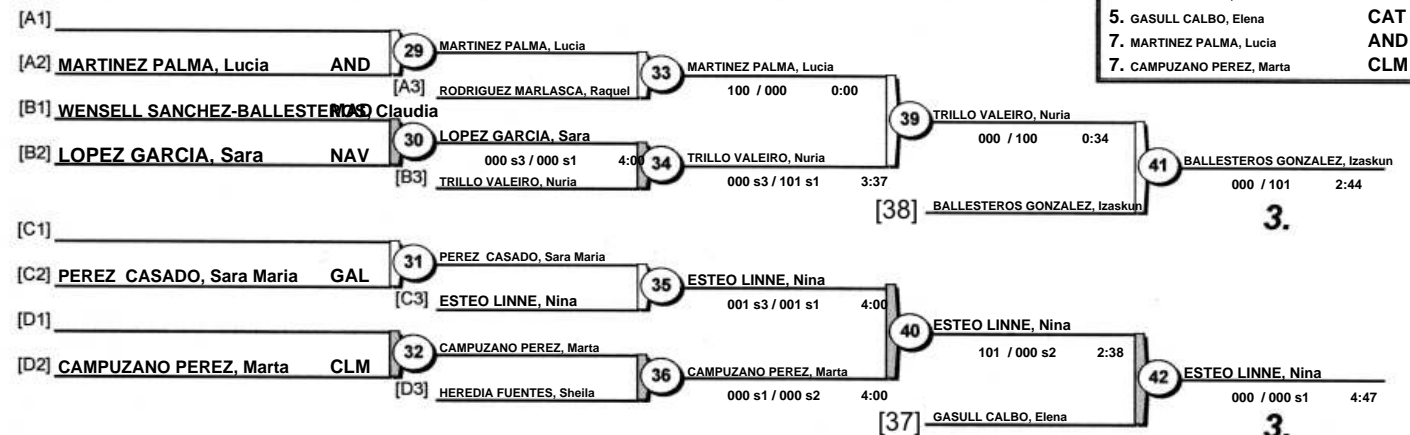 5. GASULL CALBO, Elena CAT
7. MARTINEZ PALMA, Lucia AND
7. CAMPUZANO PEREZ, Marta CLM
[A1]
29 MARTINEZ PALMA, Lucia
[A2] MARTINEZ PALMA, Lucia AND
33 MARTINEZ PALMA, Lucia
[A3] RODRIGUEZ MARLASCA, Raquel
100 / 000 0:00
[B1] WENSELL SANCHEZ-BALLESTEROS, Claudia MAD
39 TRILLO VALEIRO, Nuria
30 LOPEZ GARCIA, Sara
000 / 100 0:34
[B2] LOPEZ GARCIA, Sara NAV
000 s3 / 000 s1 4:00
34 TRILLO VALEIRO, Nuria
41 BALLESTEROS GONZALEZ, Izaskun
[B3] TRILLO VALEIRO, Nuria
000 s3 / 101 s1 3:37
000 / 101 2:44
[38] BALLESTEROS GONZALEZ, Izaskun
3.
[C1]
31 PEREZ CASADO, Sara Maria
[C2] PEREZ CASADO, Sara Maria GAL
35 ESTEO LINNE, Nina
[C3] ESTEO LINNE, Nina
001 s3 / 001 s1 4:00
[D1]
40 ESTEO LINNE, Nina
32 CAMPUZANO PEREZ, Marta
101 / 000 s2 2:38
[D2] CAMPUZANO PEREZ, Marta CLM
36 CAMPUZANO PEREZ, Marta
42 ESTEO LINNE, Nina
[D3] HEREDIA FUENTES, Sheila
000 s1 / 000 s2 4:00
000 / 000 s1 4:47
[37] GASULL CALBO, Elena
3.